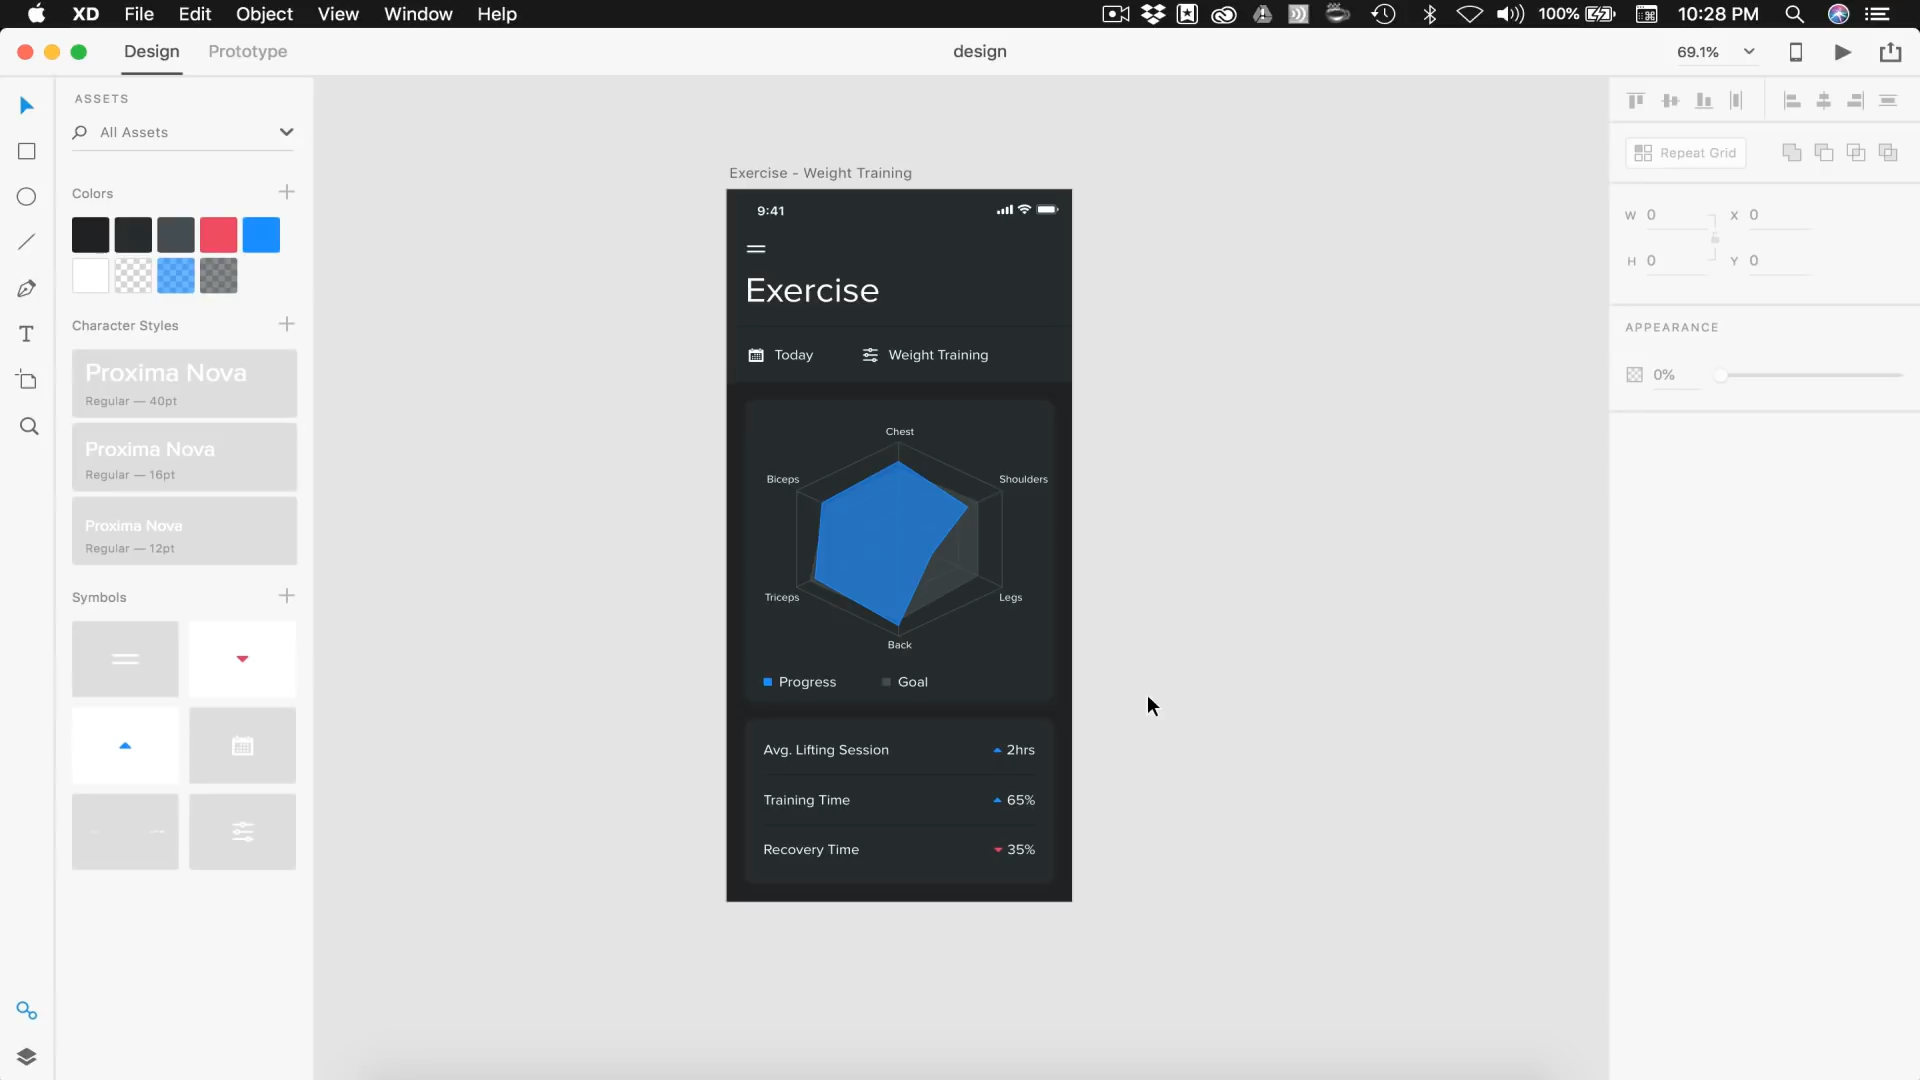 XD File Edit Object View Window Help 100% 10:28 PM
Design Prototype design 69.1%
ASSETS
All Assets
Colors
Character Styles
Proxima Nova
Regular — 40pt
Proxima Nova
Regular — 16pt
Proxima Nova
Regular — 12pt
Symbols
Exercise - Weight Training
9:41
Exercise
Today Weight Training
Chest
Biceps Shoulders
Triceps Legs
Back
Progress Goal
Avg. Lifting Session 2hrs
Training Time 65%
Recovery Time 35%
Repeat Grid
W 0 X 0
H 0 Y 0
APPEARANCE
0%